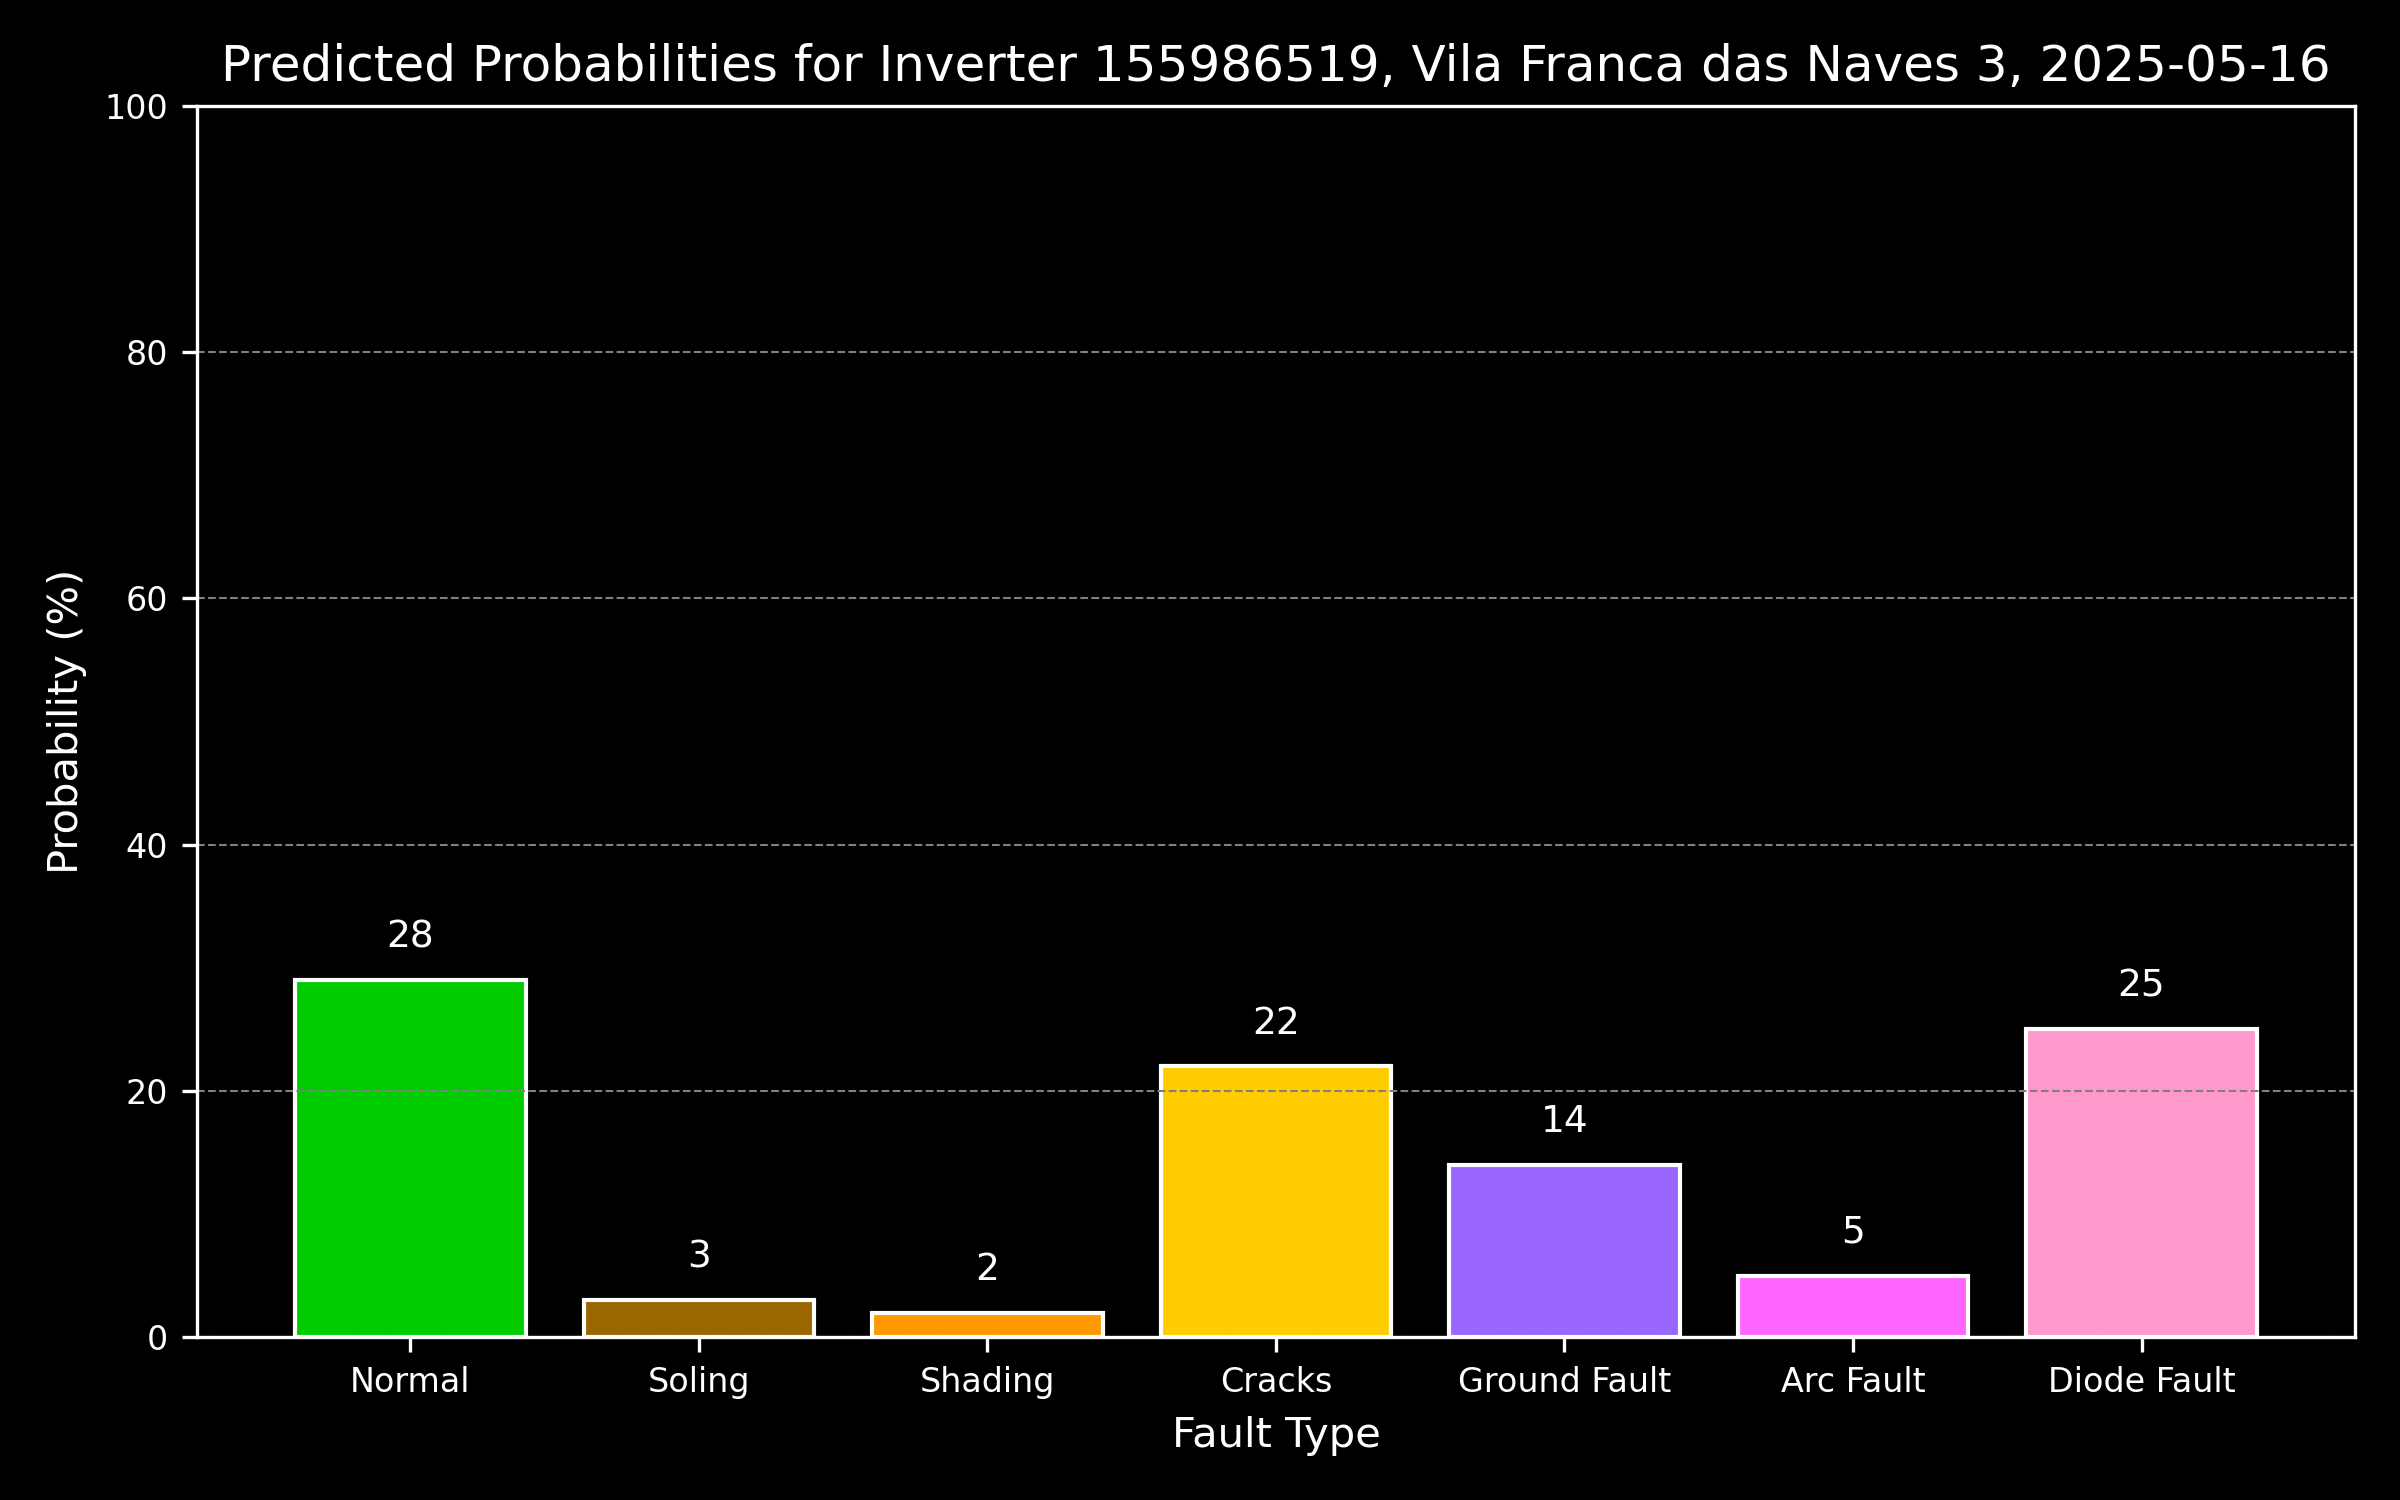 Predicted Probabilities for Inverter 155986519, Vila Franca das Naves 3, 2025-05-16
100
80
60
40
20
0
Probability (%)
28
3
2
22
14
5
25
Normal
Soling
Shading
Cracks
Ground Fault
Arc Fault
Diode Fault
Fault Type